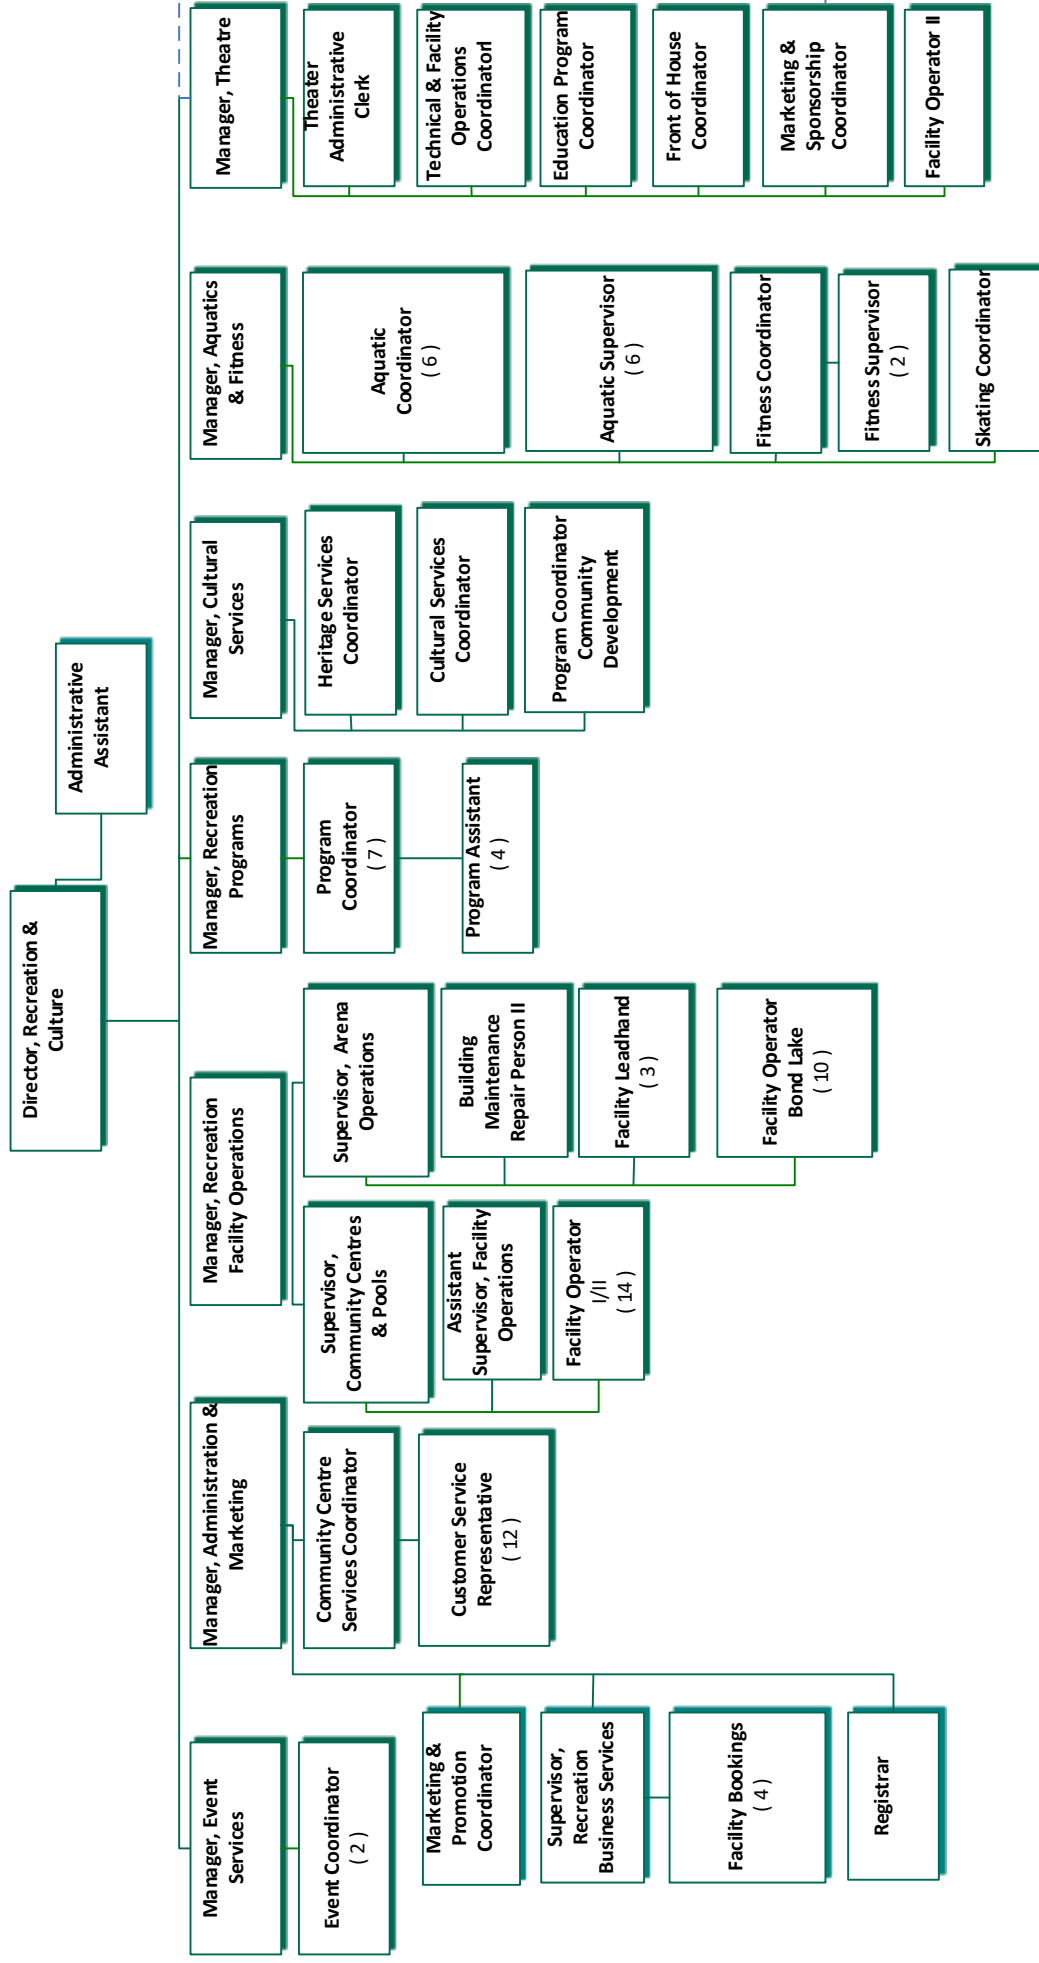 Director, Recreation &
Culture
Administrative
Assistant
Manager, Event
Services
Event Coordinator
( 2 )
Manager, Administration &
Marketing
Community Centre
Services Coordinator
Customer Service
Representative
( 12 )
Marketing &
Promotion
Coordinator
Supervisor,
Recreation
Business Services
Facility Bookings
( 4 )
Registrar
Manager, Recreation
Facility Operations
Supervisor,
Community Centres
& Pools
Assistant
Supervisor, Facility
Operations
Facility Operator
I/II
( 14 )
Supervisor, Arena
Operations
Building
Maintenance
Repair Person II
Facility Leadhand
( 3 )
Facility Operator
Bond Lake
( 10 )
Manager, Recreation
Programs
Program
Coordinator
( 7 )
Program Assistant
( 4 )
Manager, Cultural
Services
Heritage Services
Coordinator
Cultural Services
Coordinator
Program Coordinator
Community
Development
Manager, Aquatics
& Fitness
Aquatic
Coordinator
( 6 )
Aquatic Supervisor
( 6 )
Fitness Coordinator
Fitness Supervisor
( 2 )
Skating Coordinator
Manager, Theatre
Theater
Administrative
Clerk
Technical & Facility
Operations
CoordinatorI
Education Program
Coordinator
Front of House
Coordinator
Marketing &
Sponsorship
Coordinator
Facility Operator II